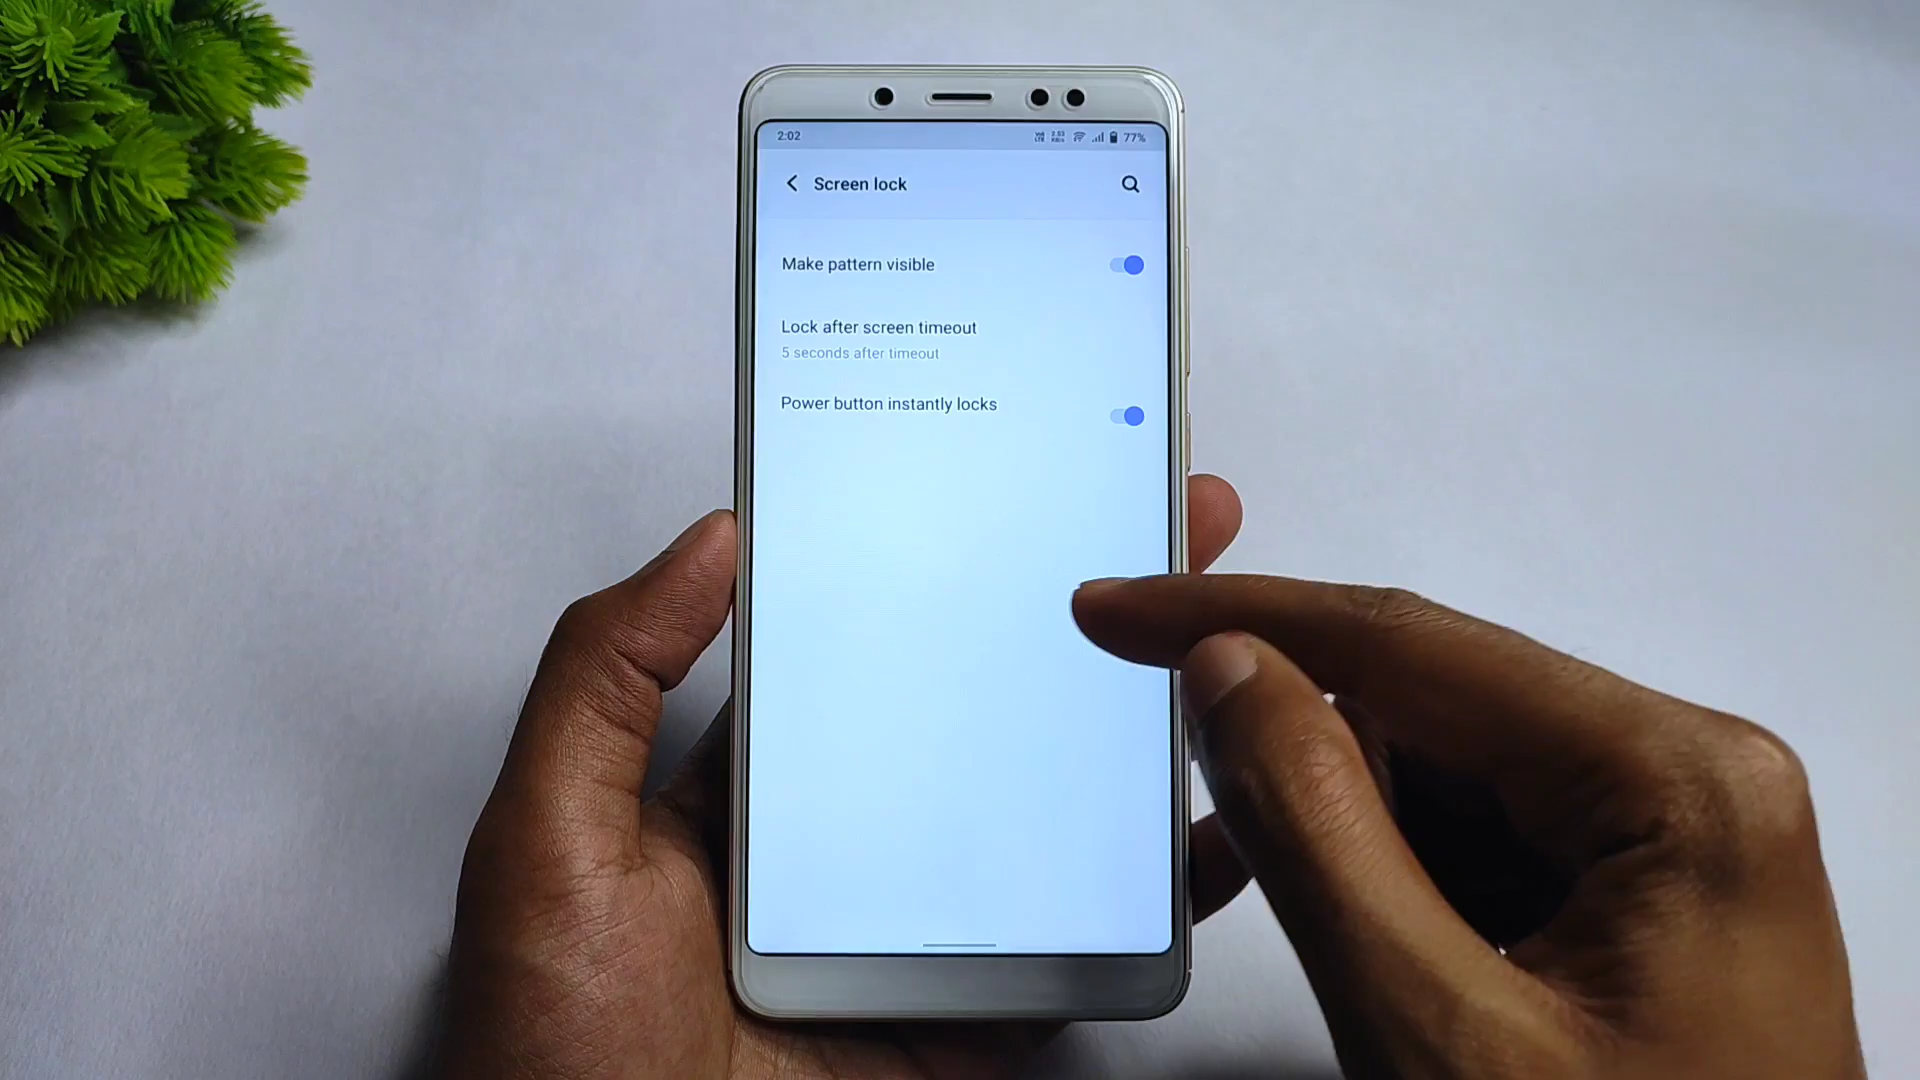 2:02 77%
Screen lock
Make pattern visible
Lock after screen timeout
5 seconds after timeout
Power button instantly locks